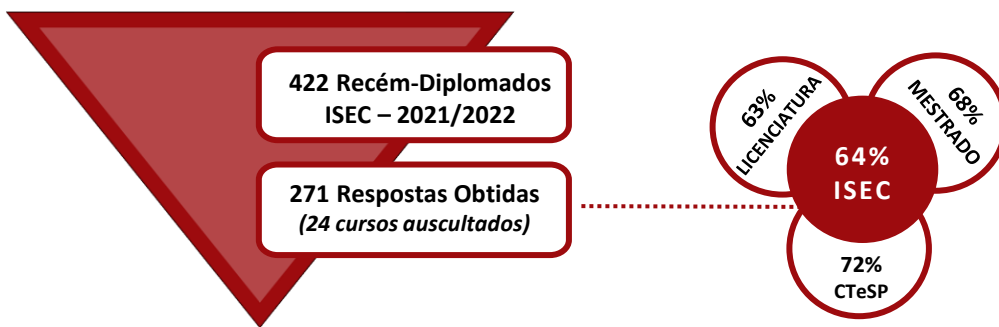 422 Recém-Diplomados
ISEC – 2021/2022
271 Respostas Obtidas
(24 cursos auscultados)
63%
LICENCIATURA
68%
MESTRADO
64%
ISEC
72%
CTeSP